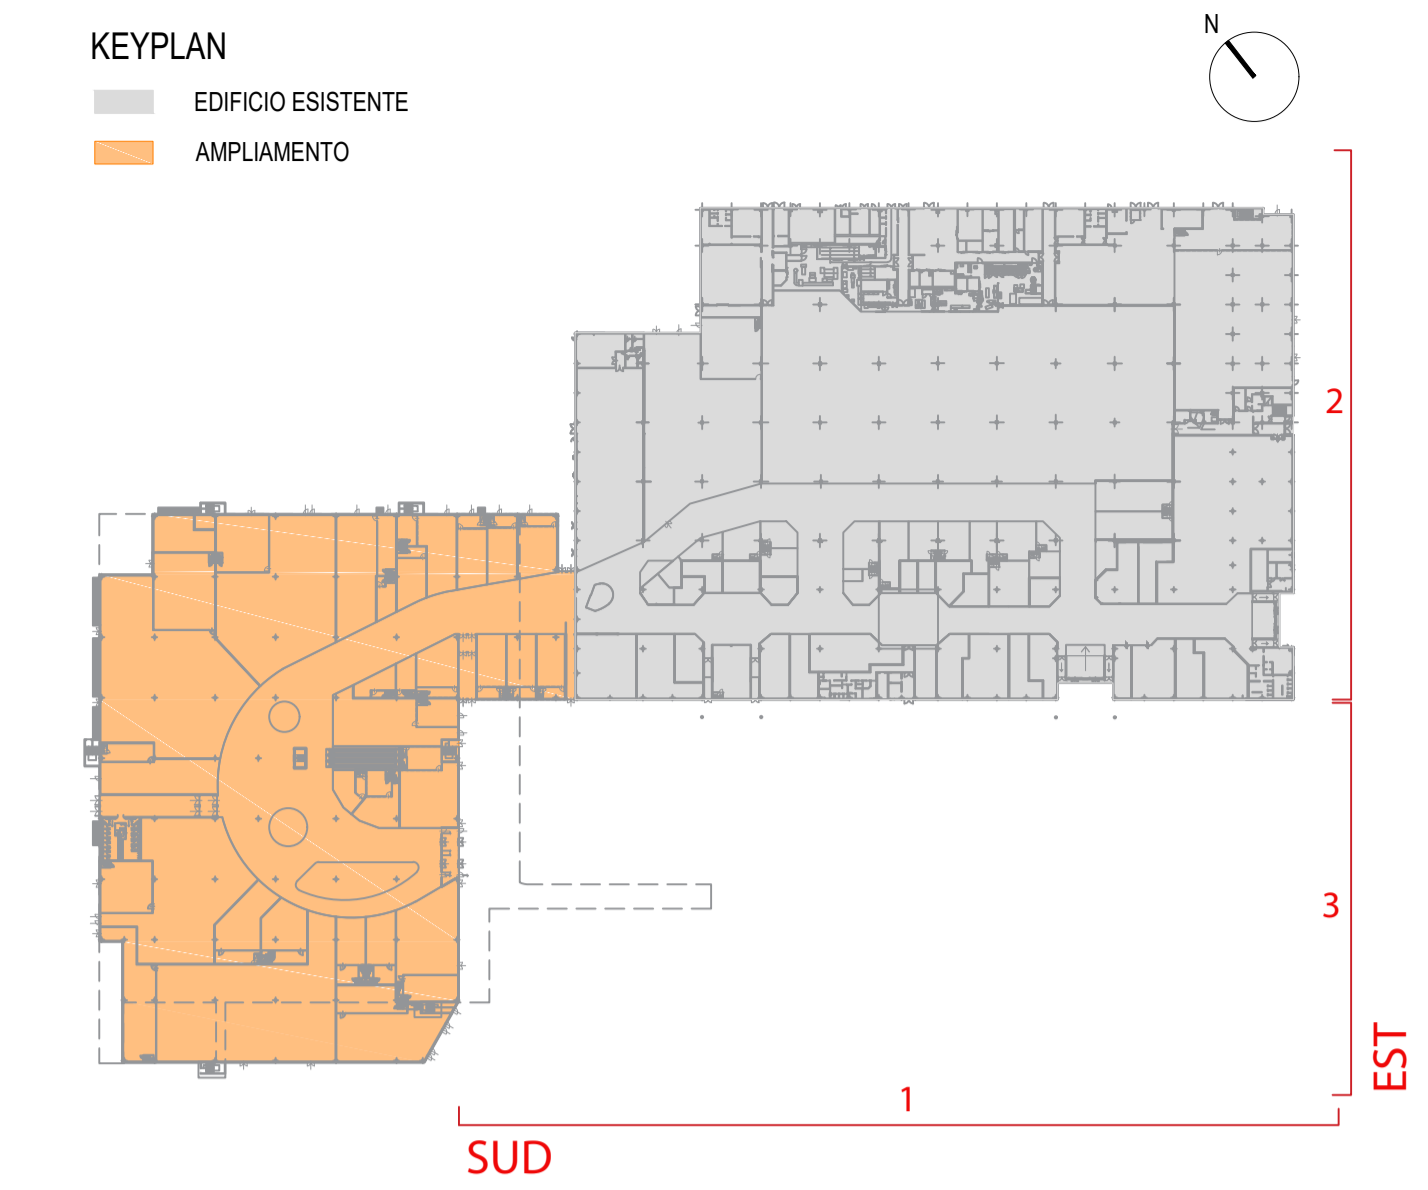 N
KEYPLAN
EDIFICIO ESISTENTE
AMPLIAMENTO
2
3
EST
1
SUD